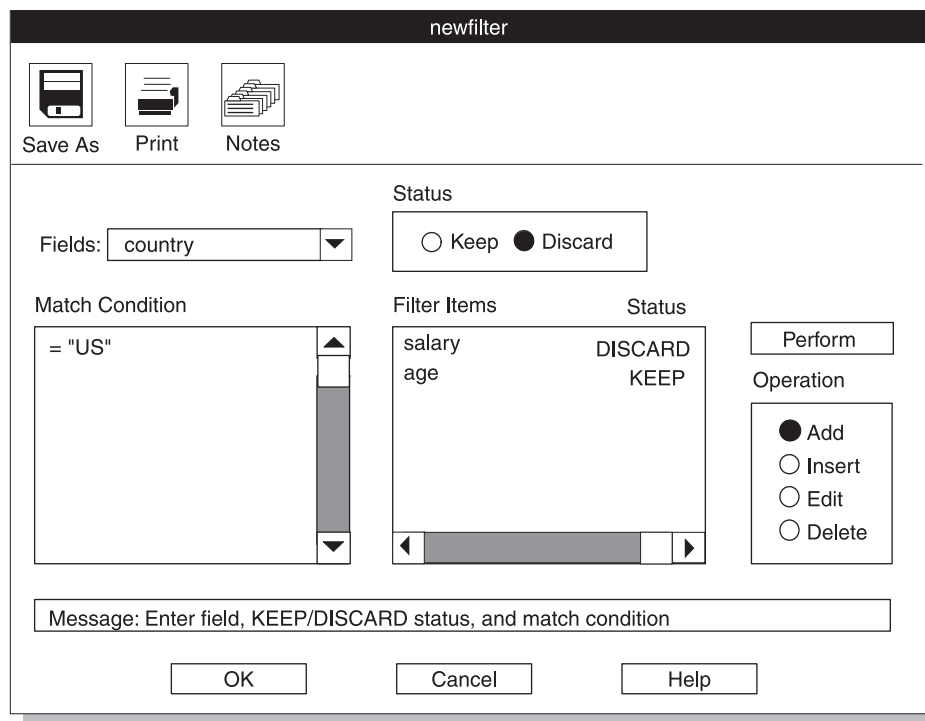 newfilter
Save As Print Notes
Status
Fields: country
Keep Discard
Match Condition
= "US"
Filter Items Status
salary DISCARD
age KEEP
Perform
Operation
Add
Insert
Edit
Delete
Message: Enter field, KEEP/DISCARD status, and match condition
OK Cancel Help